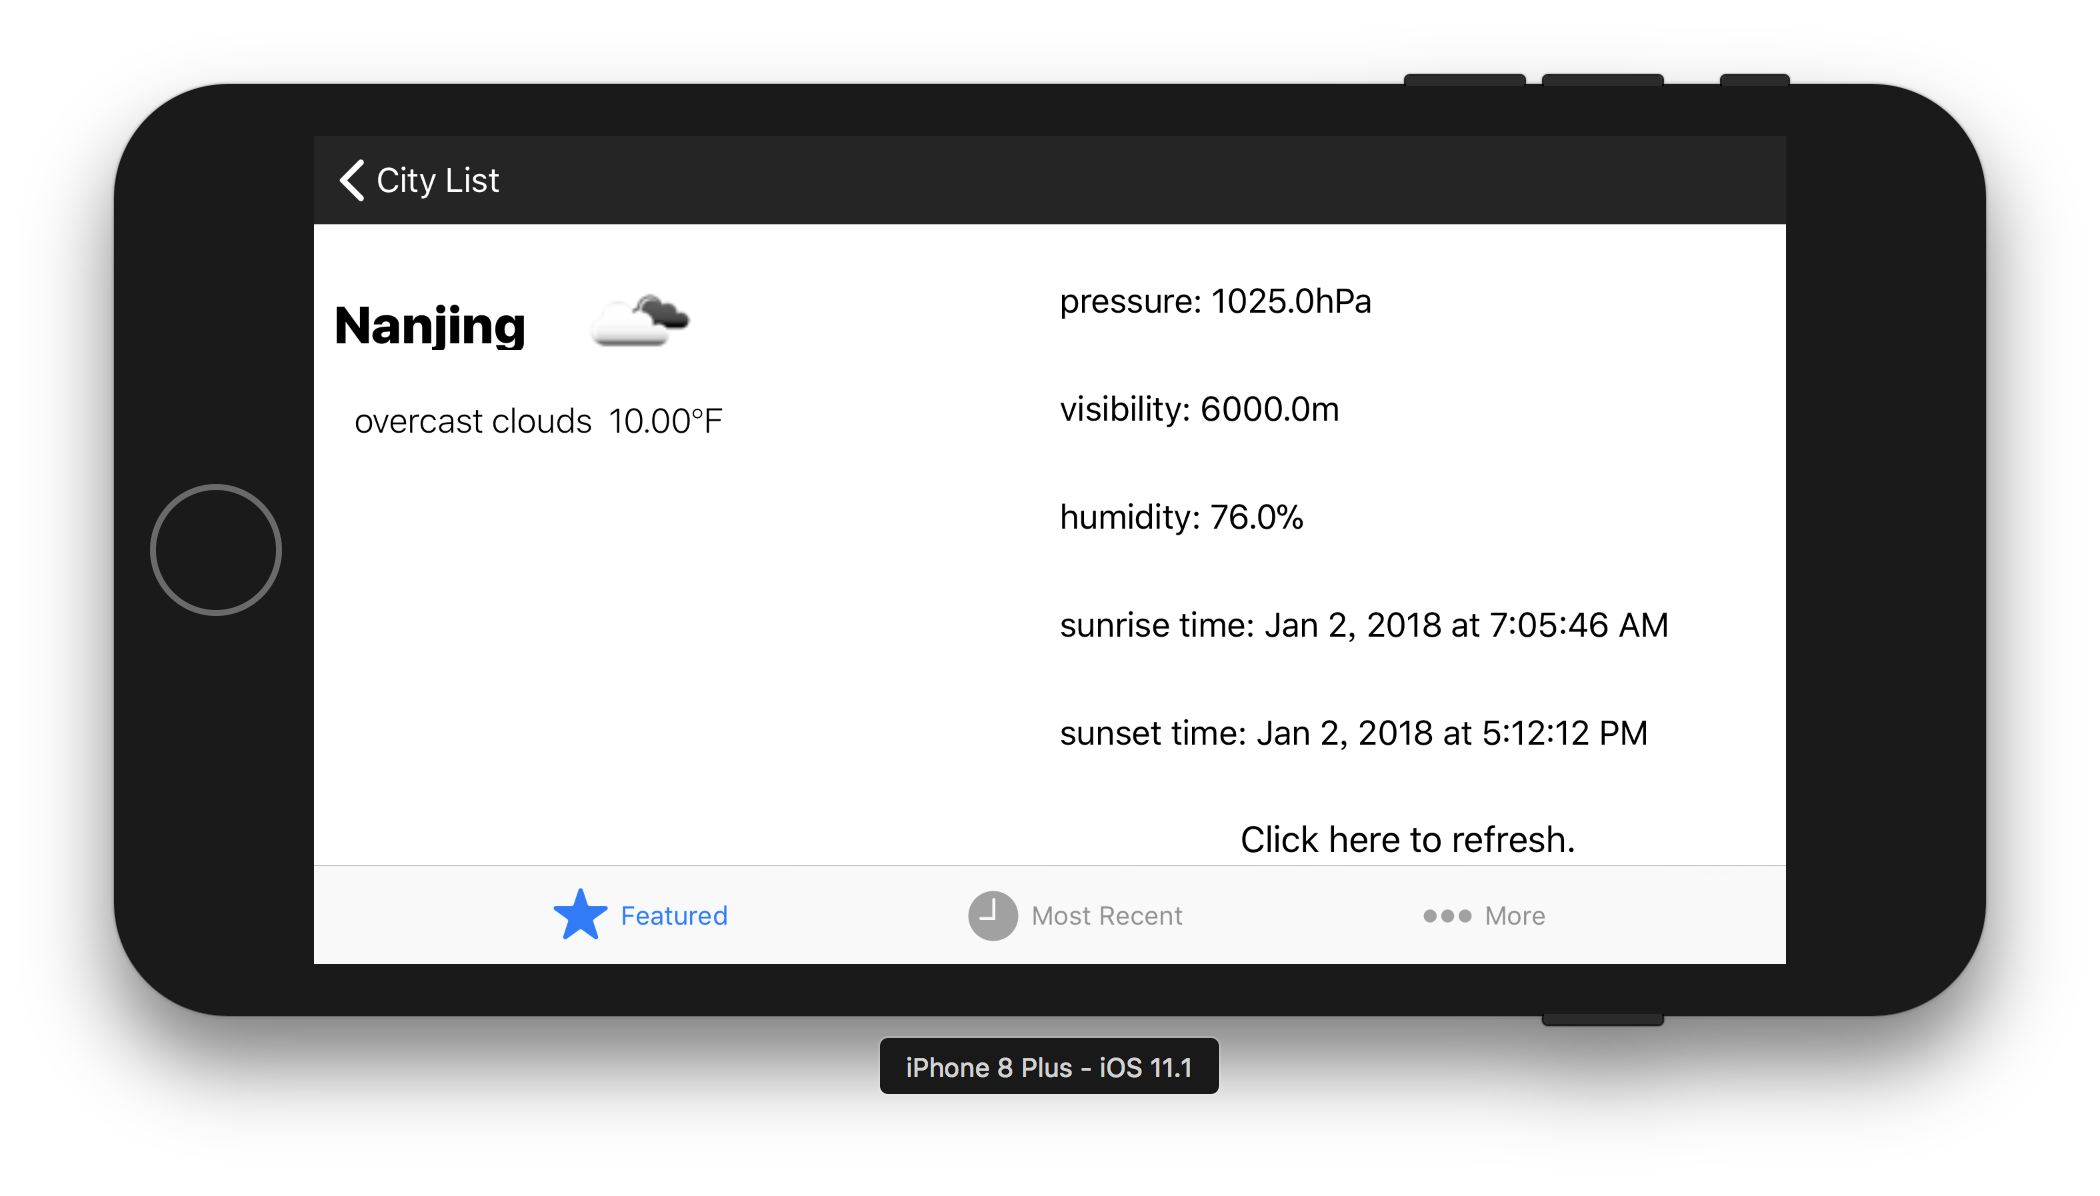 City List
Nanjing
overcast clouds 10.00°F
pressure: 1025.0hPa
visibility: 6000.0m
humidity: 76.0%
sunrise time: Jan 2, 2018 at 7:05:46 AM
sunset time: Jan 2, 2018 at 5:12:12 PM
Click here to refresh.
Featured
Most Recent
More
iPhone 8 Plus - iOS 11.1